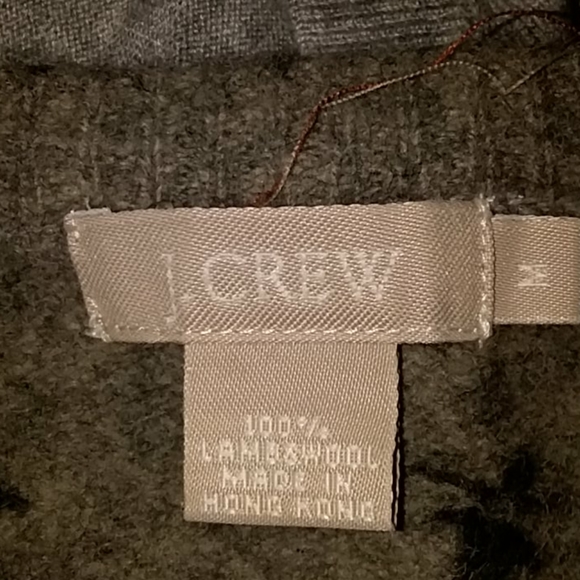 J.CREW
M
100%
LAMBSWOOL
MADE IN
HONG KONG